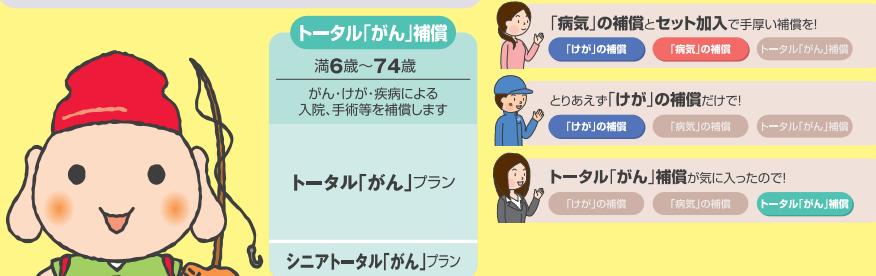 トータル「がん」補償
満6歳〜74歳
がん・けが・疾病による
入院、手術等を補償します
トータル「がん」プラン
シニアトータル「がん」プラン
「病気」の補償とセット加入で手厚い補償を!
「けが」の補償 「病気」の補償 トータル「がん」補償
とりあえず「けが」の補償だけで!
「けが」の補償 「病気」の補償 トータル「がん」補償
トータル「がん」補償が気に入ったので!
「けが」の補償 「病気」の補償 トータル「がん」補償